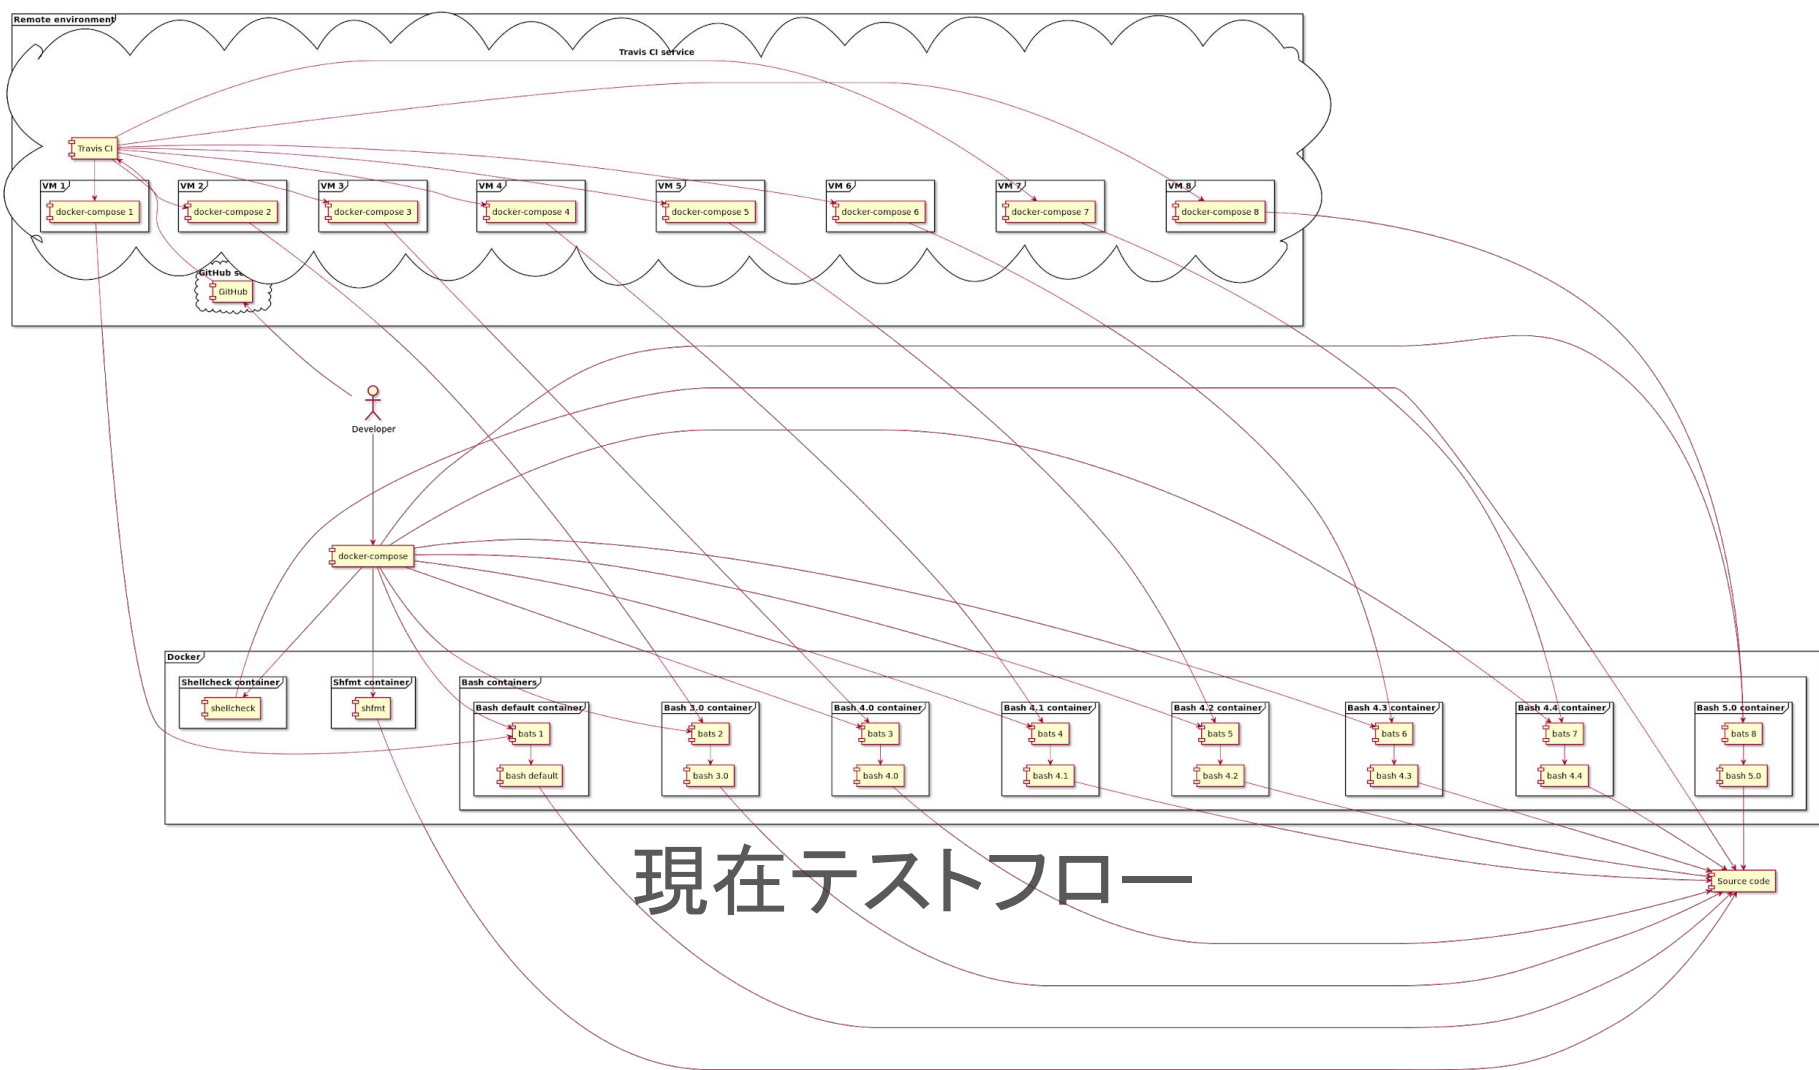 Remote environment
Travis CI service
Travis CI
VM 1
VM 2
VM 3
VM 4
VM 5
VM 6
VM 7
VM 8
docker-compose 1
docker-compose 2
docker-compose 3
docker-compose 4
docker-compose 5
docker-compose 6
docker-compose 7
docker-compose 8
GitHub se
GitHub
Developer
docker-compose
Docker
Shellcheck container
Shfmt container
Bash containers
shellcheck
shfmt
Bash default container
Bash 3.0 container
Bash 4.0 container
Bash 4.1 container
Bash 4.2 container
Bash 4.3 container
Bash 4.4 container
Bash 5.0 container
bats 1
bats 2
bats 3
bats 4
bats 5
bats 6
bats 7
bats 8
bash default
bash 3.0
bash 4.0
bash 4.1
bash 4.2
bash 4.3
bash 4.4
bash 5.0
現在テストフロー
Source code